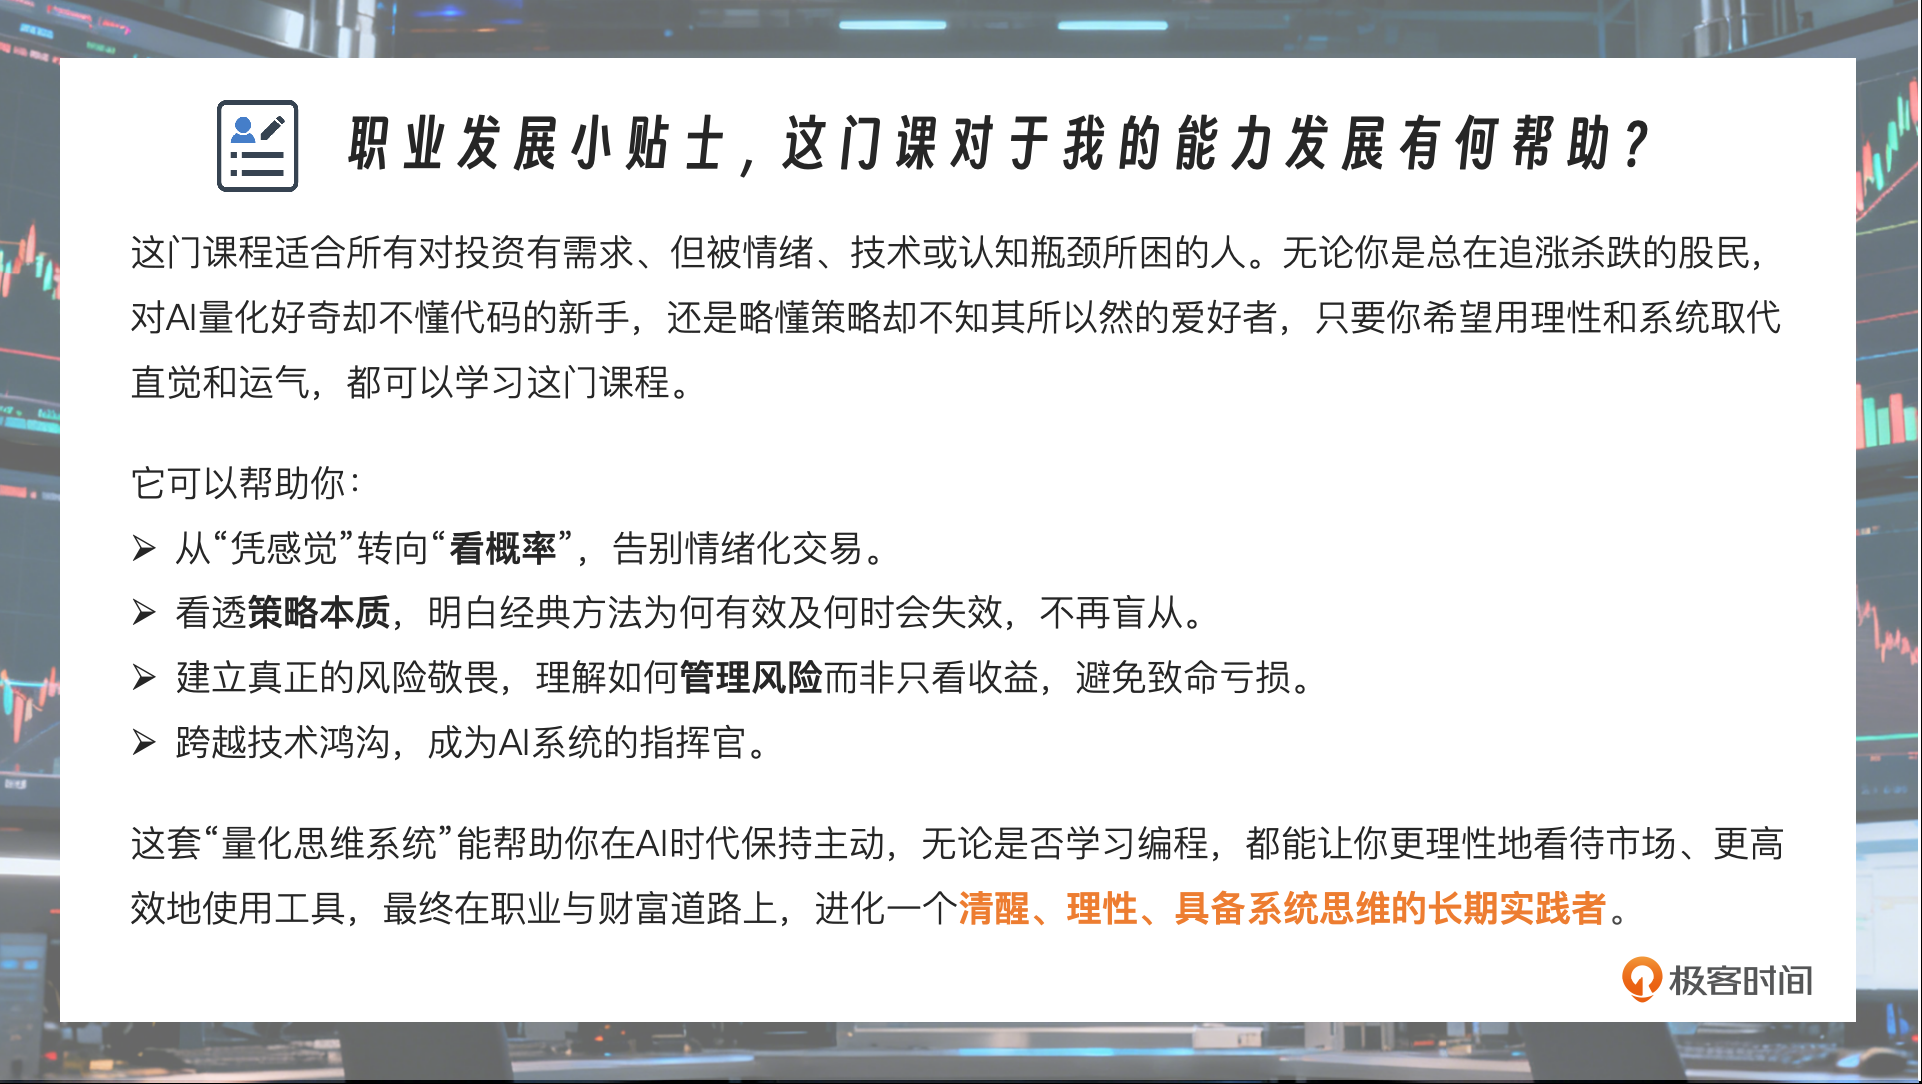 职业发展小贴士，这门课对于我的能力发展有何帮助？
这门课程适合所有对投资有需求、但被情绪、技术或认知瓶颈所困的人。无论你是总在追涨杀跌的股民，
对AI量化好奇却不懂代码的新手，还是略懂策略却不知其所以然的爱好者，只要你希望用理性和系统取代
直觉和运气，都可以学习这门课程。
它可以帮助你：
➢ 从“凭感觉”转向“看概率”，告别情绪化交易。
➢ 看透策略本质，明白经典方法为何有效及何时会失效，不再盲从。
➢ 建立真正的风险敬畏，理解如何管理风险而非只看收益，避免致命亏损。
➢ 跨越技术鸿沟，成为AI系统的指挥官。
这套“量化思维系统”能帮助你在AI时代保持主动，无论是否学习编程，都能让你更理性地看待市场、更高
效地使用工具，最终在职业与财富道路上，进化一个清醒、理性、具备系统思维的长期实践者。
极客时间